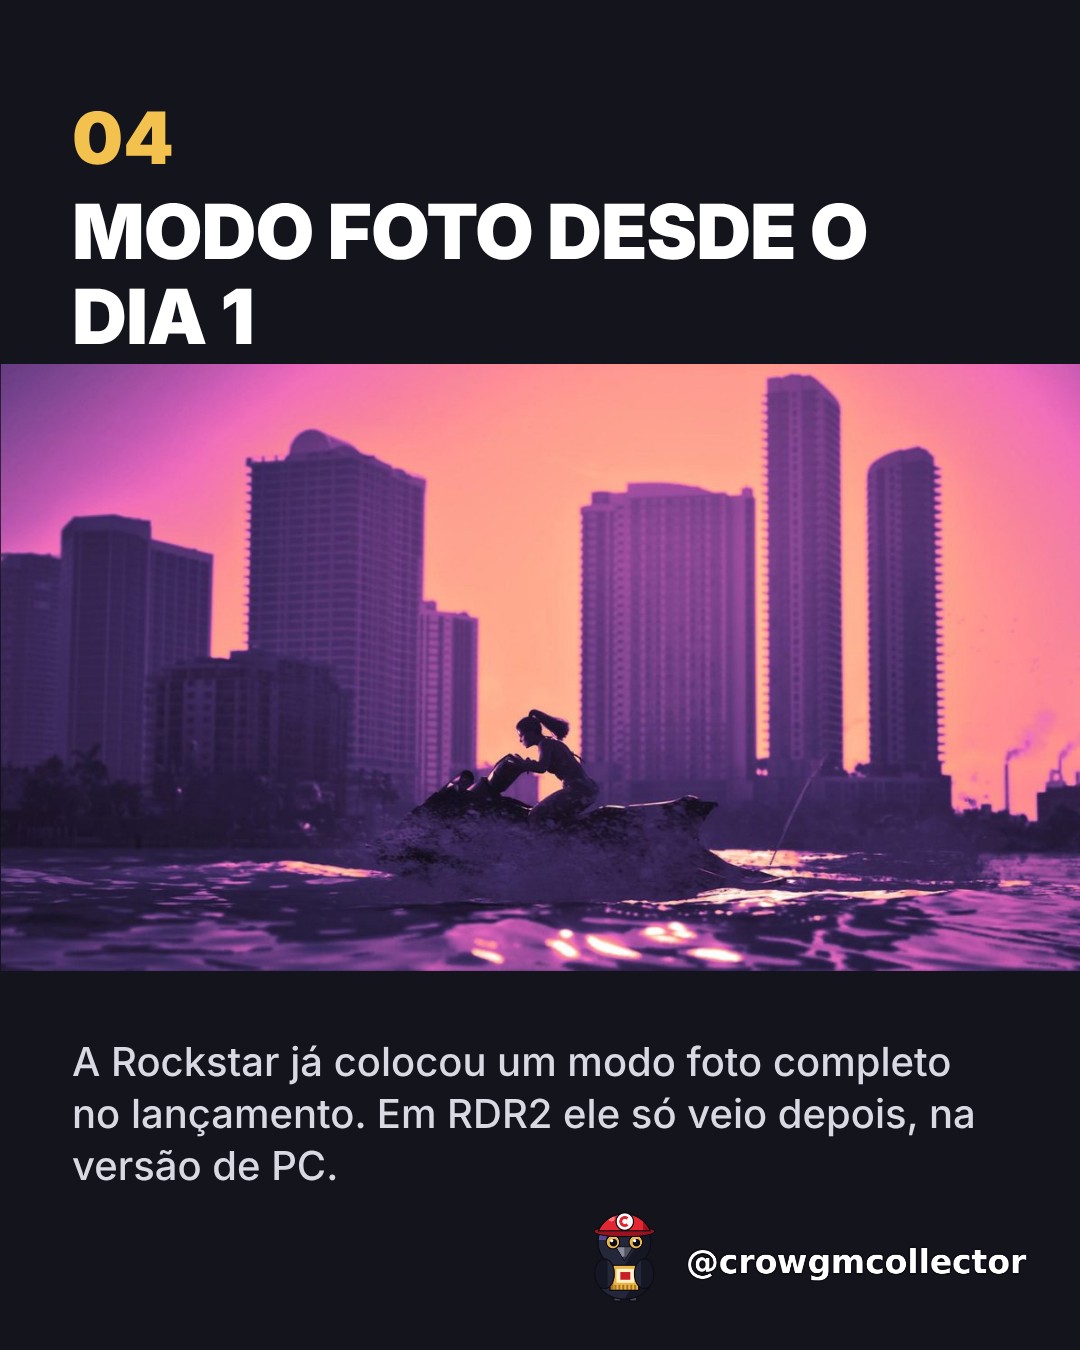 04
MODO FOTO DESDE O
DIA 1
A Rockstar já colocou um modo foto completo
no lançamento. Em RDR2 ele só veio depois, na
versão de PC.
C
@crowgmcollector